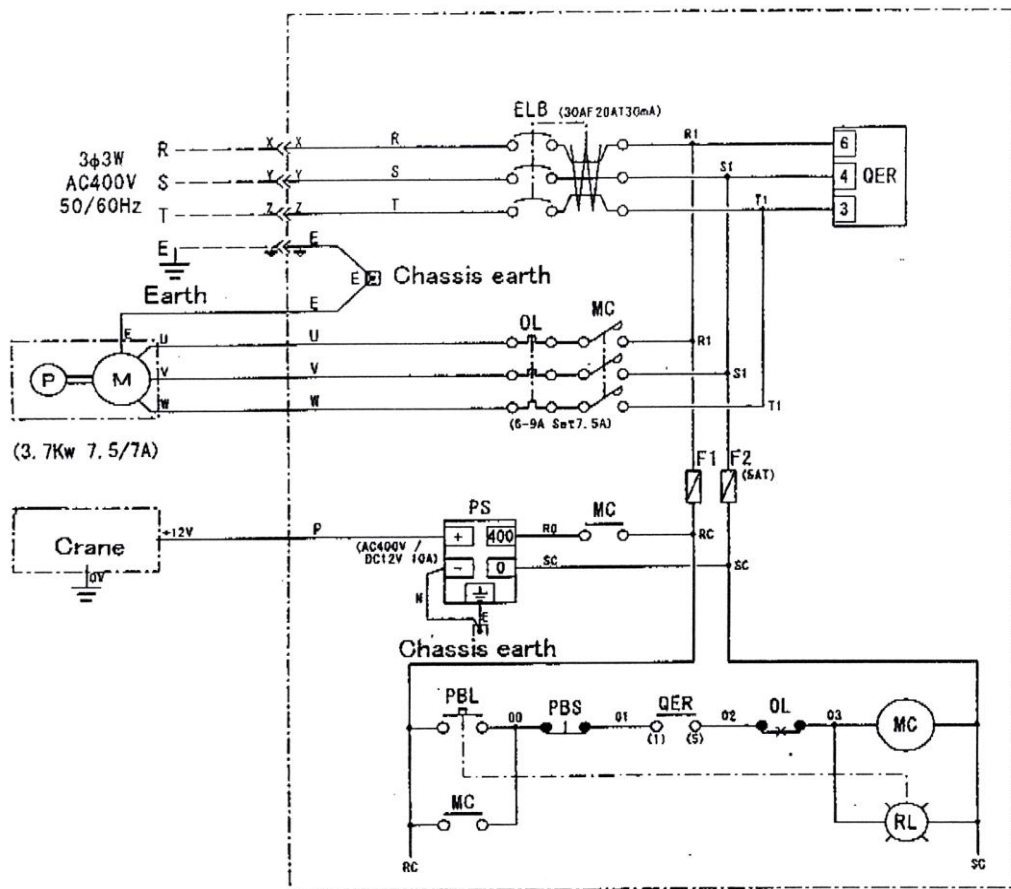 ELB (30AF20AT30mA)
3φ3W
AC400V
50/60Hz
R X X R R1 6
S Y Y S S1 4 QER
T Z Z T T1 3
E E
E Chassis earth
Earth E
E
U U OL MC R1
P M V V S1
W W T1
(6-9A Set7.5A)
(3.7Kw 7.5/7A)
F1 F2
(5AT)
PS MC
Crane +12V P + 400 R0 RC
(AC400V /
DC12V 10A)
- 0 SC SC
0V
N E
Chassis earth
PBL 00 PBS 01 QER 02 OL 03 MC
(1) (5)
MC RL
RC SC